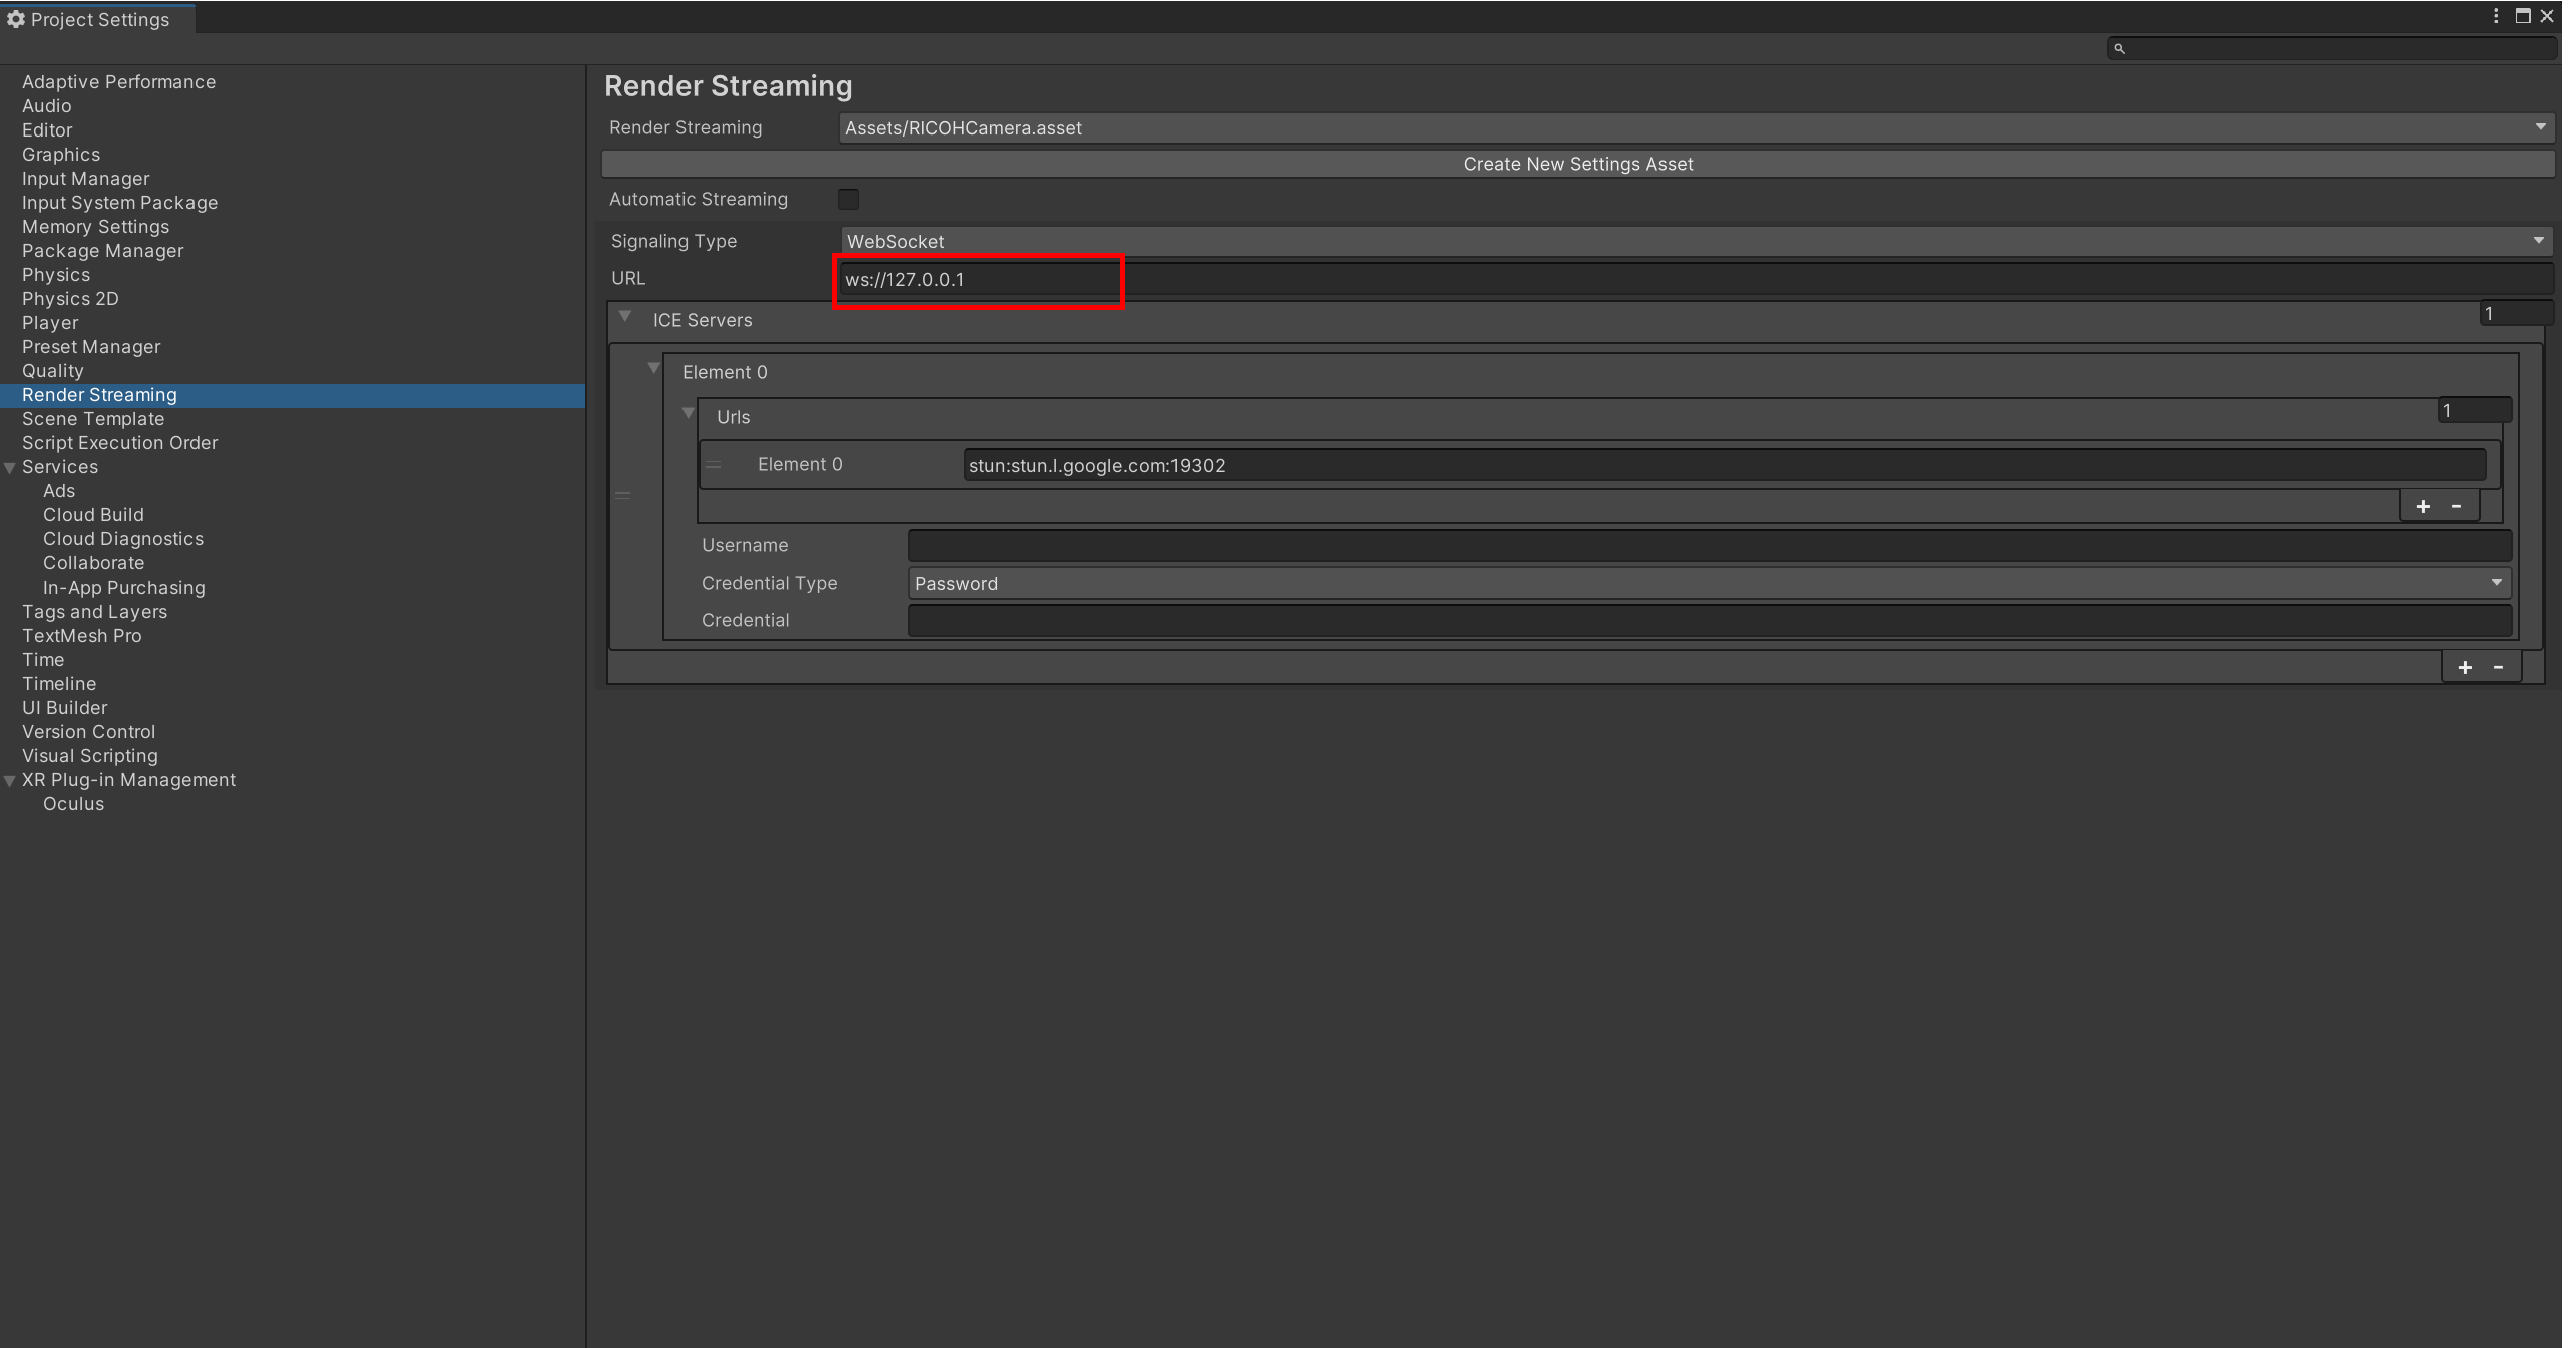 Project Settings
Adaptive Performance
Audio
Editor
Graphics
Input Manager
Input System Package
Memory Settings
Package Manager
Physics
Physics 2D
Player
Preset Manager
Quality
Render Streaming
Scene Template
Script Execution Order
Services
Ads
Cloud Build
Cloud Diagnostics
Collaborate
In-App Purchasing
Tags and Layers
TextMesh Pro
Time
Timeline
UI Builder
Version Control
Visual Scripting
XR Plug-in Management
Oculus
Render Streaming
Render Streaming Assets/RICOHCamera.asset
Create New Settings Asset
Automatic Streaming
Signaling Type WebSocket
URL ws://127.0.0.1
ICE Servers 1
Element 0
Urls 1
Element 0 stun:stun.l.google.com:19302
+ -
Username
Credential Type Password
Credential
+ -